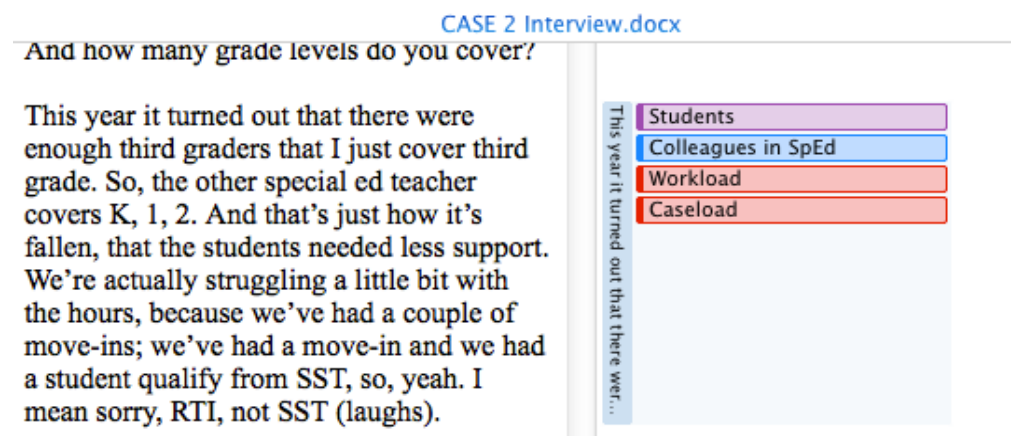 CASE 2 Interview.docx
And how many grade levels do you cover?
This year it turned out that there were
enough third graders that I just cover third
grade. So, the other special ed teacher
covers K, 1, 2. And that’s just how it’s
fallen, that the students needed less support.
We’re actually struggling a little bit with
the hours, because we’ve had a couple of
move-ins; we’ve had a move-in and we had
a student qualify from SST, so, yeah. I
mean sorry, RTI, not SST (laughs).
This year it turned out that there wer...
Students
Colleagues in SpEd
Workload
Caseload